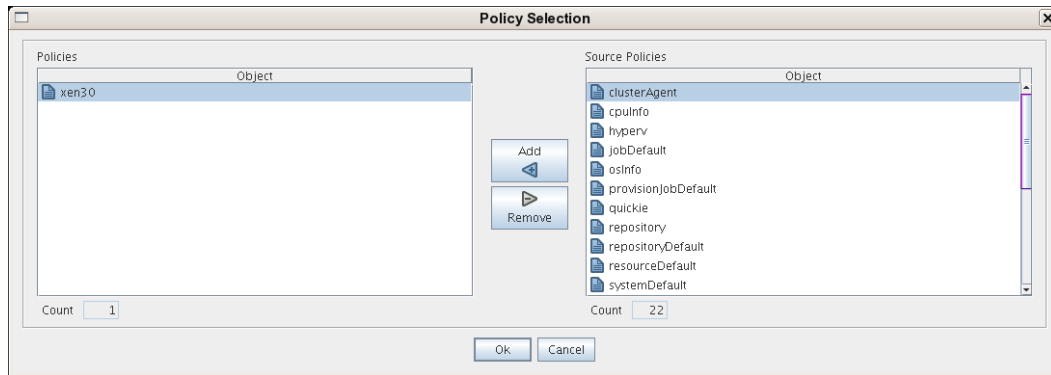 Policy Selection
Policies
Object
xen30
Count 1
Add
Remove
Source Policies
Object
clusterAgent
cpuInfo
hyperv
jobDefault
osInfo
provisionJobDefault
quickie
repository
repositoryDefault
resourceDefault
systemDefault
Count 22
Ok Cancel